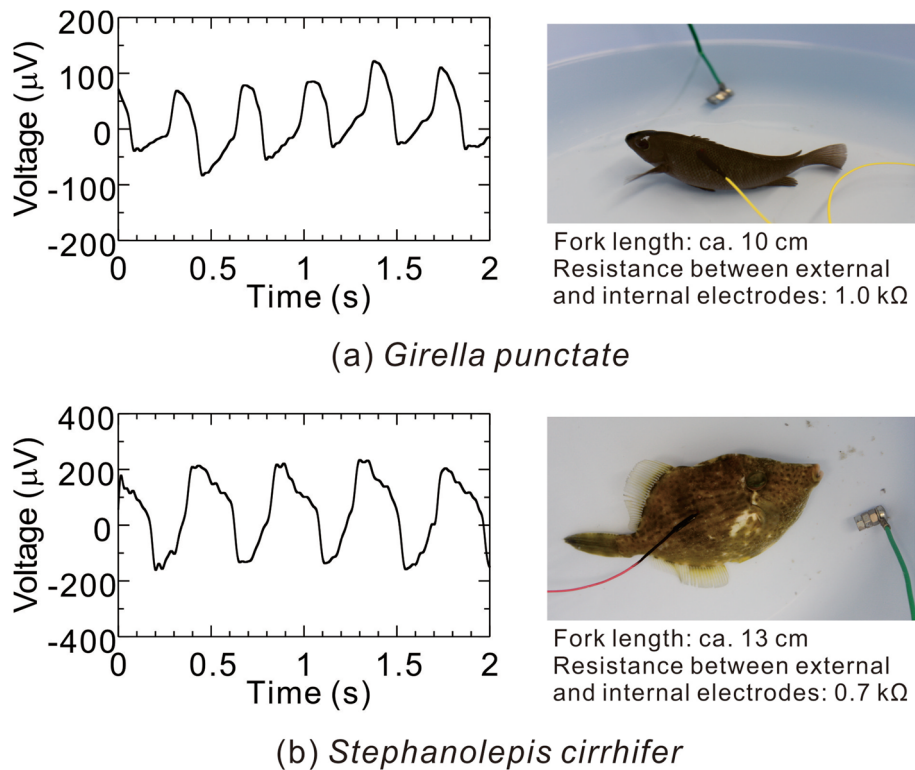 Voltage (µV)
200
100
0
-100
-200
0
0.5
1
1.5
2
Time (s)
Fork length: ca. 10 cm
Resistance between external
and internal electrodes: 1.0 kΩ
(a) Girella punctate
Voltage (µV)
400
200
0
-200
-400
0
0.5
1
1.5
2
Time (s)
Fork length: ca. 13 cm
Resistance between external
and internal electrodes: 0.7 kΩ
(b) Stephanolepis cirrhifer